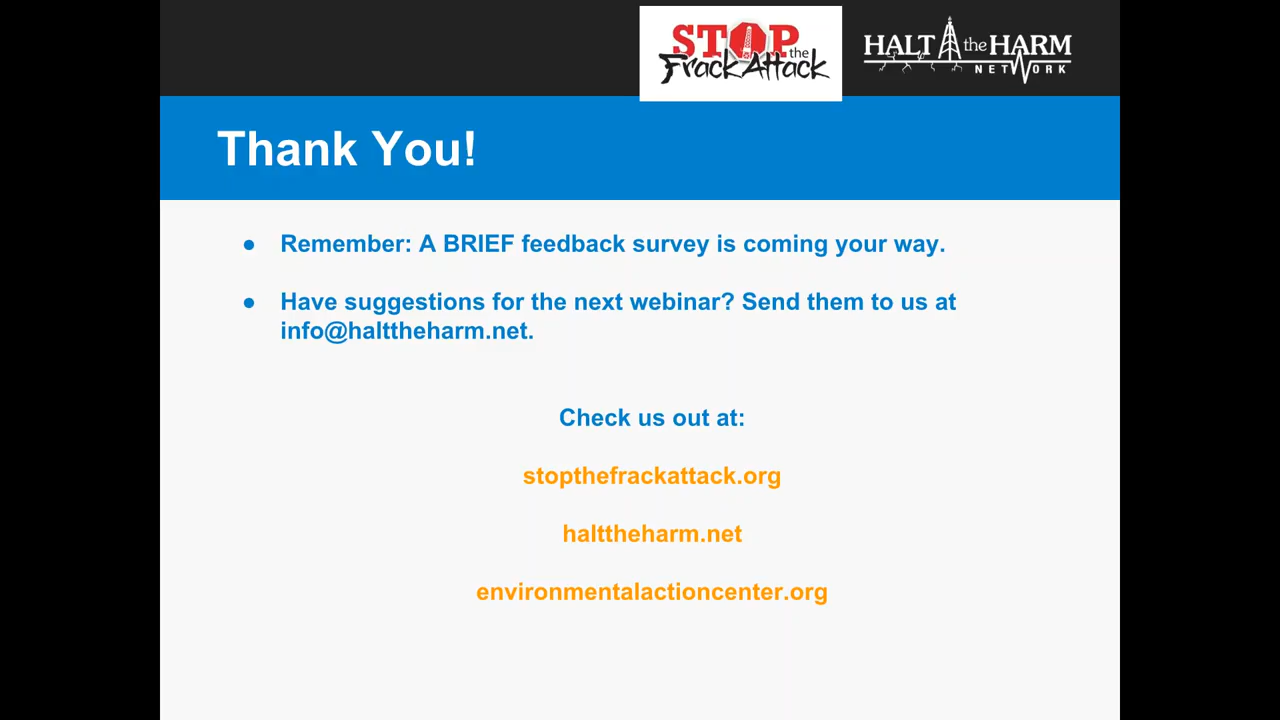 STOP the
FrackAttack
HALT the HARM
NETWORK
Thank You!
● Remember: A BRIEF feedback survey is coming your way.
● Have suggestions for the next webinar? Send them to us at
info@halttheharm.net.
Check us out at:
stopthefrackattack.org
halttheharm.net
environmentalactioncenter.org